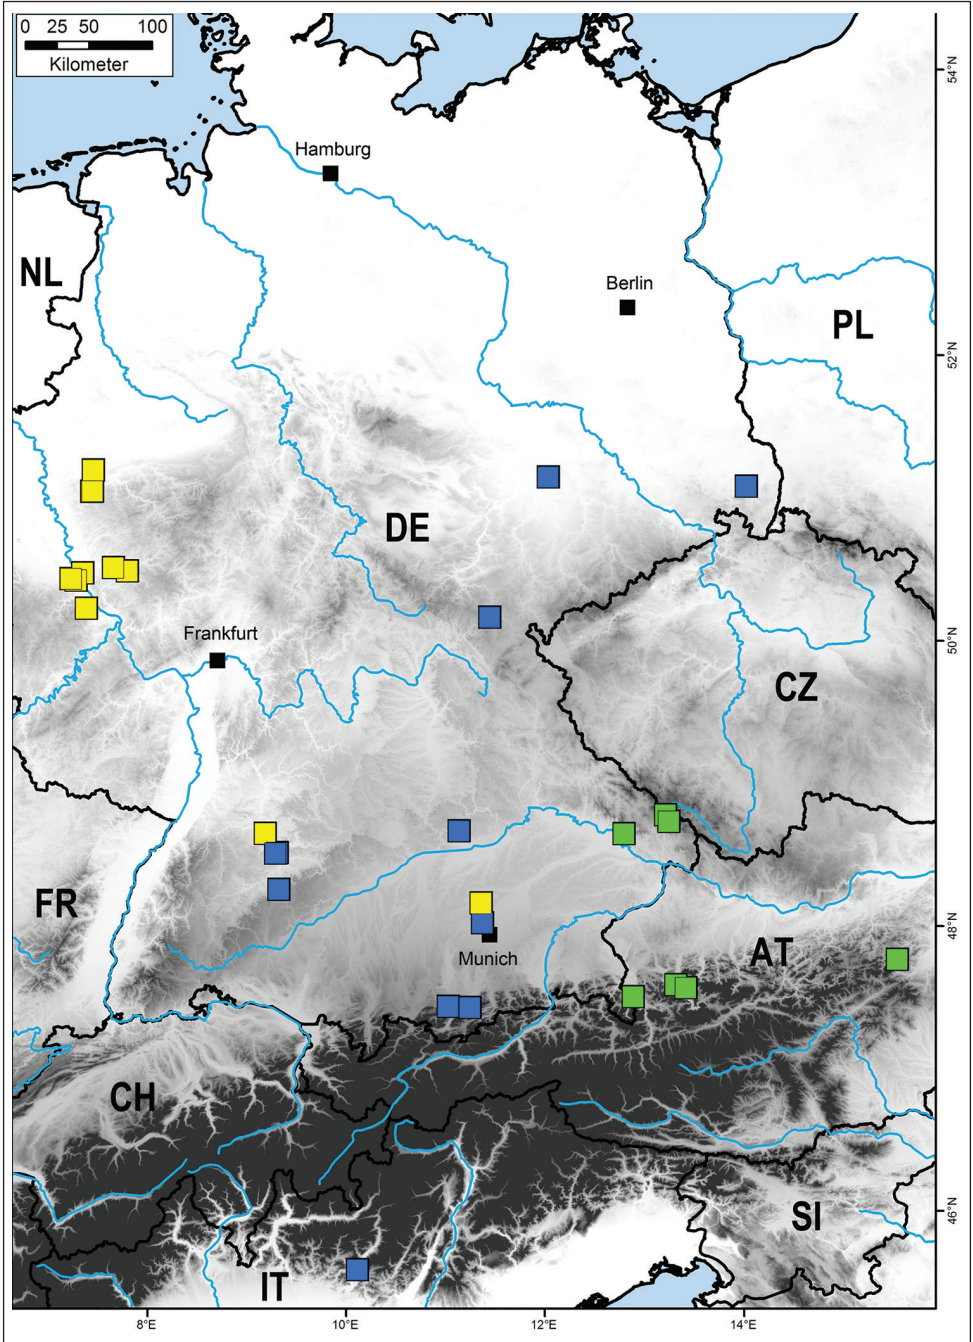 0 25 50 100
Kilometer
54°N
Hamburg
NL
Berlin
PL
52°N
DE
50°N
Frankfurt
CZ
FR
48°N
AT
Munich
CH
46°N
SI
IT
8°E 10°E 12°E 14°E